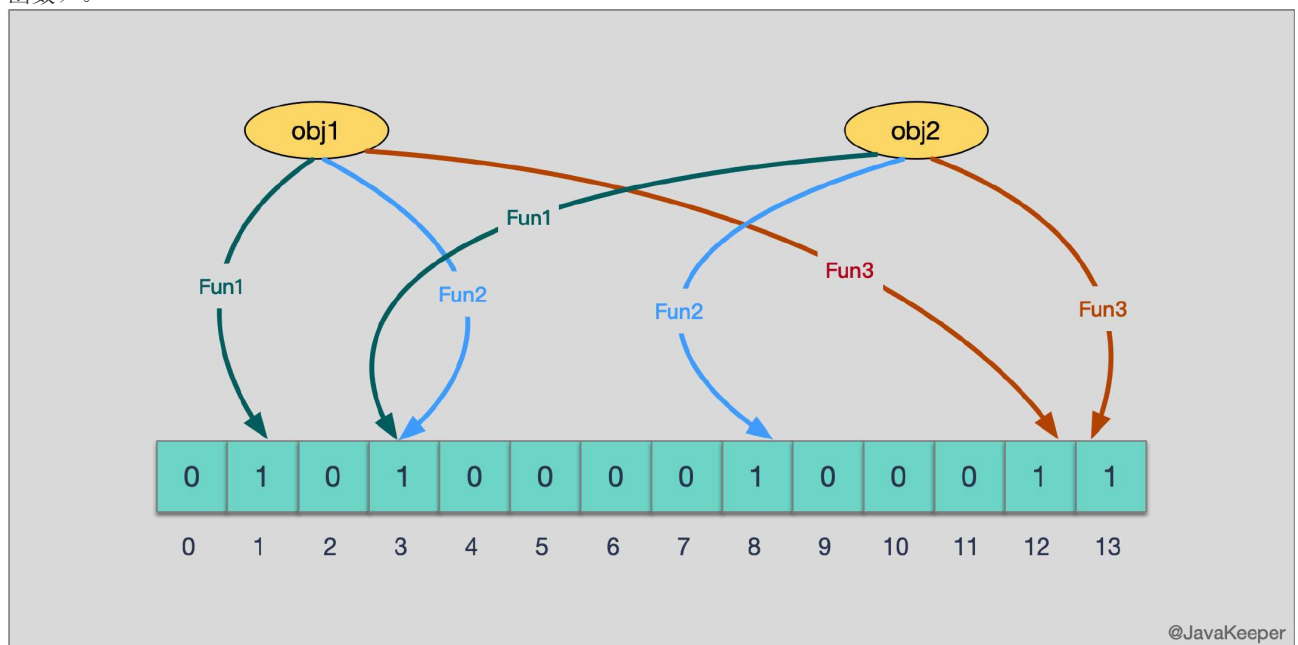 obj1 obj2
Fun1
Fun3
Fun1 Fun2 Fun2 Fun3
0 1 0 1 0 0 0 0 1 0 0 0 1 1
0 1 2 3 4 5 6 7 8 9 10 11 12 13
@JavaKeeper